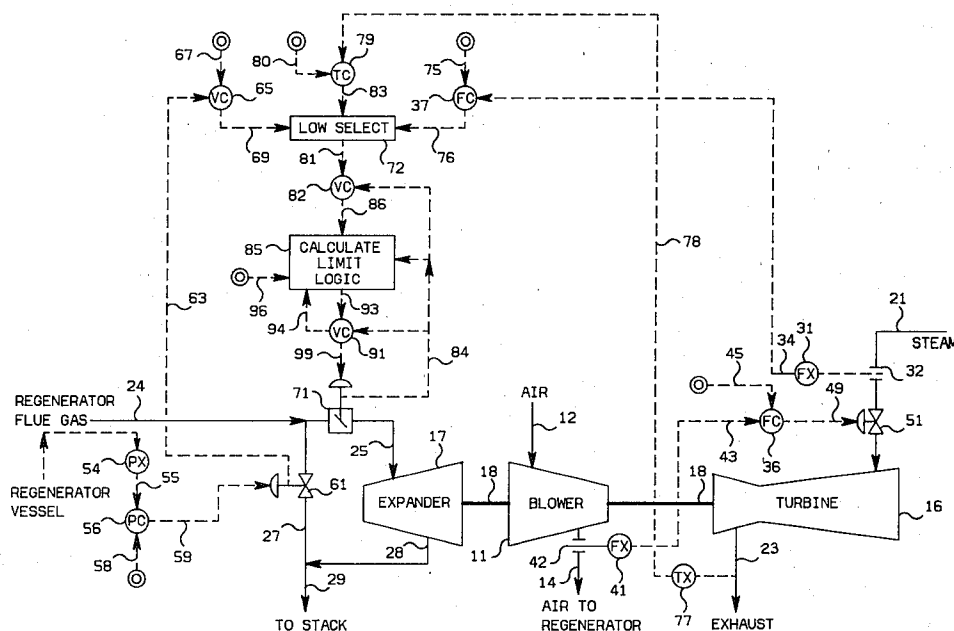 67
80
79
TC
75
VC
65
83
37
FC
69
LOW SELECT
76
81
72
82
VC
86
85
CALCULATE
LIMIT
LOGIC
78
63
96
93
94
VC
91
99
84
21
STEAM
31
34
FX
32
45
49
FC
51
43
36
24
REGENERATOR
FLUE GAS
71
AIR
12
25
17
54
PX
55
REGENERATOR
VESSEL
61
EXPANDER
18
BLOWER
18
TURBINE
16
56
PC
59
27
28
58
11
42
FX
41
14
23
29
TX
77
TO STACK
AIR TO
REGENERATOR
EXHAUST